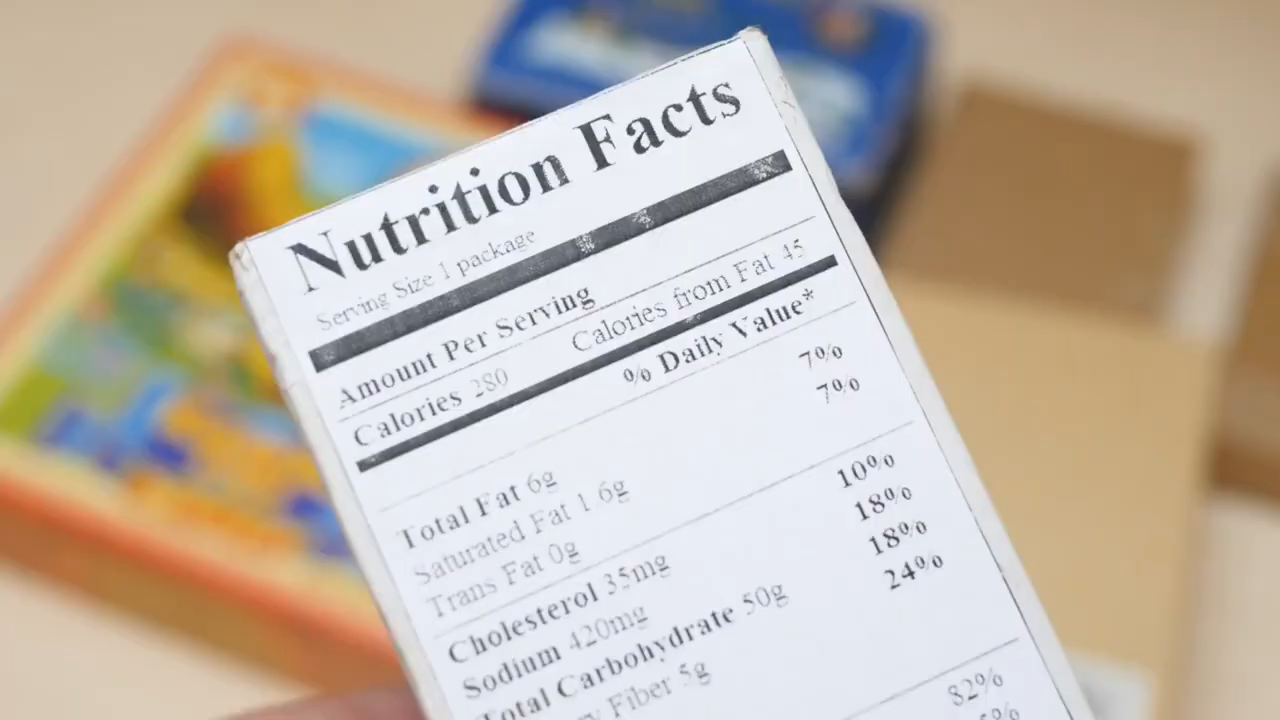 Nutrition Facts
Serving Size 1 package
Amount Per Serving
Calories 280 Calories from Fat 45
% Daily Value*
Total Fat 6g 7%
Saturated Fat 1.6g 7%
Trans Fat 0g
Cholesterol 35mg 10%
Sodium 420mg 18%
Total Carbohydrate 50g 18%
Fiber 5g 24%
82%